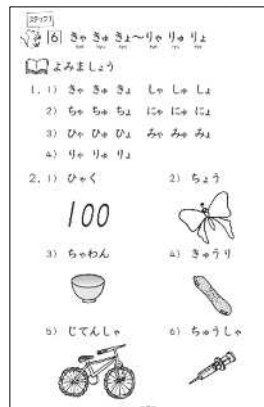 ステップ1
6 きゃ きゅ きょ～りゃ りゅ りょ
よみましょう
1. 1) きゃ きゅ きょ しゃ しゅ しょ
2) ちゃ ちゅ ちょ にゃ にゅ にょ
3) ひゃ ひゅ ひょ みゃ みゅ みょ
4) りゃ りゅ りょ
2. 1) ひゃく 2) ちょう
100
3) ちゃわん 4) きゅうり
5) じてんしゃ 6) ちゅうしゃ